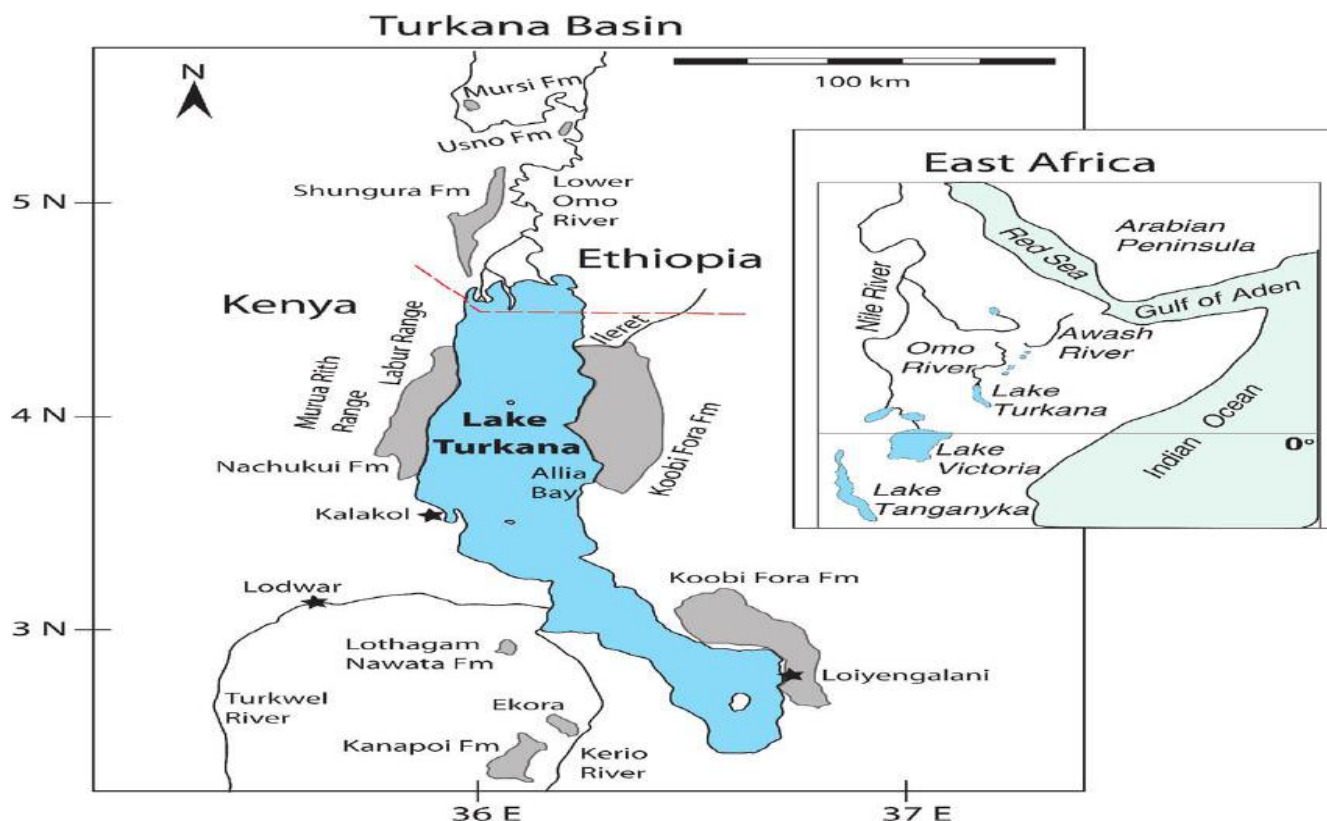 Turkana Basin
N
100 km
Mursi Fm
Usno Fm
Shungura Fm
Lower
Omo
River
5 N
Ethiopia
Kenya
Ileret
Labur Range
Murua Rith
Range
4 N
Lake
Turkana
Allia
Bay
Koobi Fora Fm
Nachukui Fm
Kalakol
Koobi Fora Fm
Lodwar
3 N
Lothagam
Nawata Fm
Loiyengalani
Turkwel
River
Ekora
Kanapoi Fm
Kerio
River
36 E
37 E
East Africa
Arabian
Peninsula
Red Sea
Gulf of Aden
Nile River
Awash
River
Omo
River
Lake
Turkana
Indian Ocean
0°
Lake
Victoria
Lake
Tanganyika